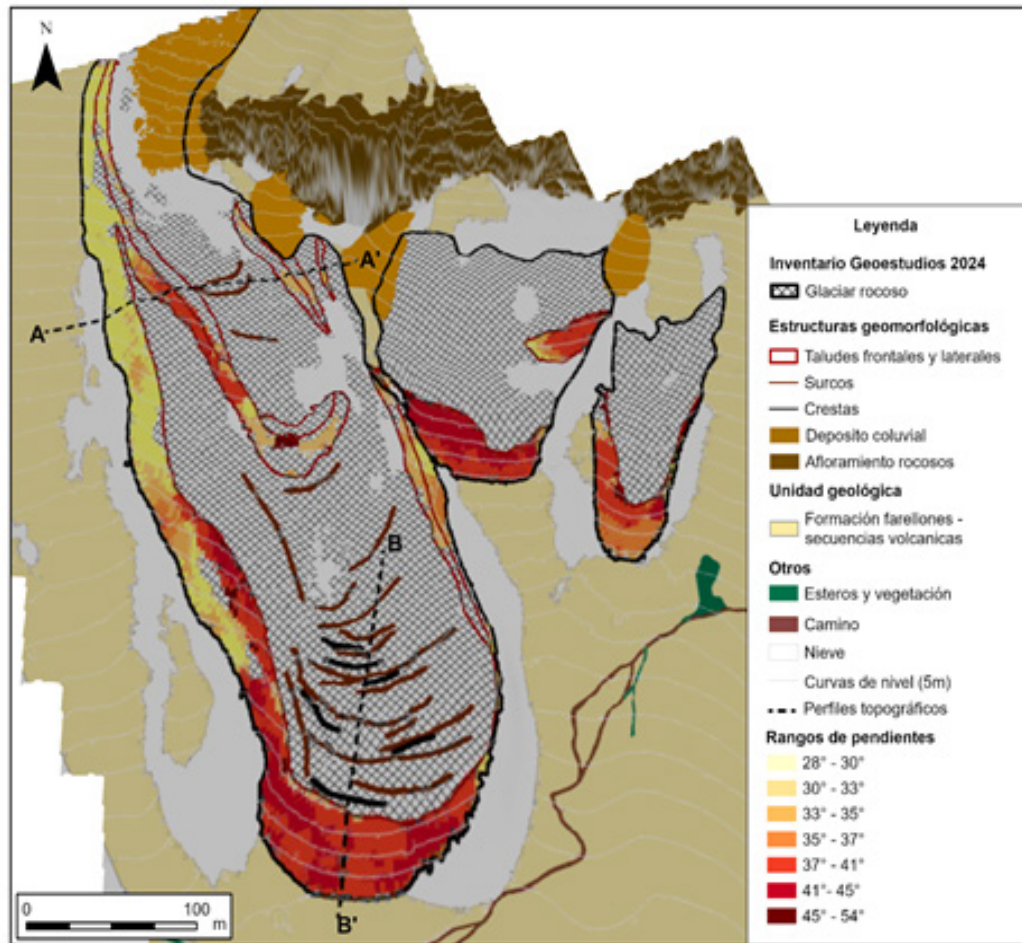 N
A
A'
B
B'
0
100
m
Leyenda
Inventario Geoestudios 2024
Glaciar rocoso
Estructuras geomorfológicas
Taludes frontales y laterales
Surcos
Crestas
Deposito coluvial
Afloramiento rocosos
Unidad geológica
Formación farellones -
secuencias volcanicas
Otros
Esteros y vegetación
Camino
Nieve
Curvas de nivel (5m)
Perfiles topográficos
Rangos de pendientes
28° - 30°
30° - 33°
33° - 35°
35° - 37°
37° - 41°
41°- 45°
45° - 54°